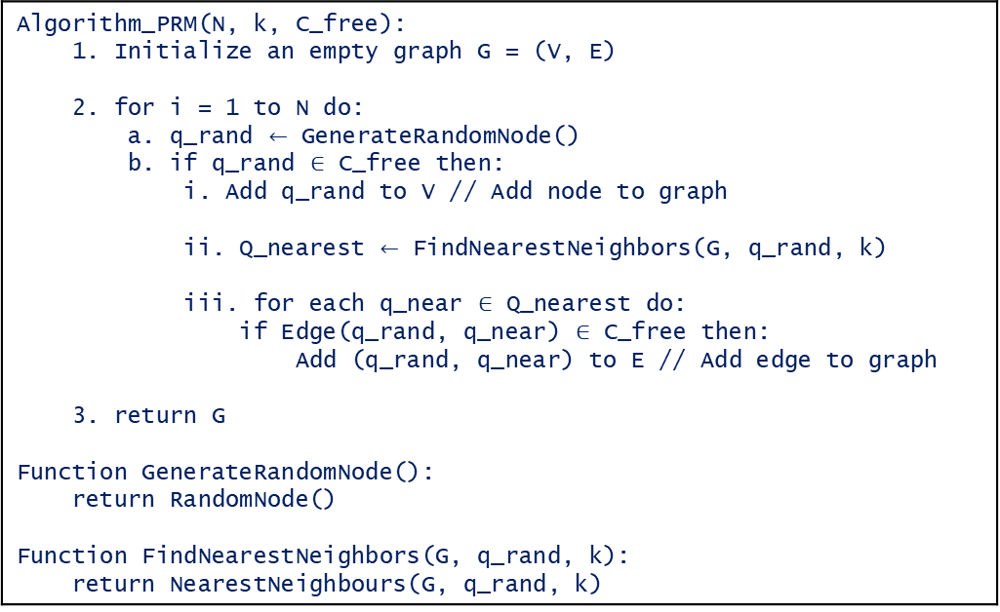 Algorithm_PRM(N, k, C_free):
1. Initialize an empty graph G = (V, E)
2. for i = 1 to N do:
a. q_rand ← GenerateRandomNode()
b. if q_rand ∈ C_free then:
i. Add q_rand to V // Add node to graph
ii. Q_nearest ← FindNearestNeighbors(G, q_rand, k)
iii. for each q_near ∈ Q_nearest do:
if Edge(q_rand, q_near) ∈ C_free then:
Add (q_rand, q_near) to E // Add edge to graph
3. return G
Function GenerateRandomNode():
return RandomNode()
Function FindNearestNeighbors(G, q_rand, k):
return NearestNeighbours(G, q_rand, k)